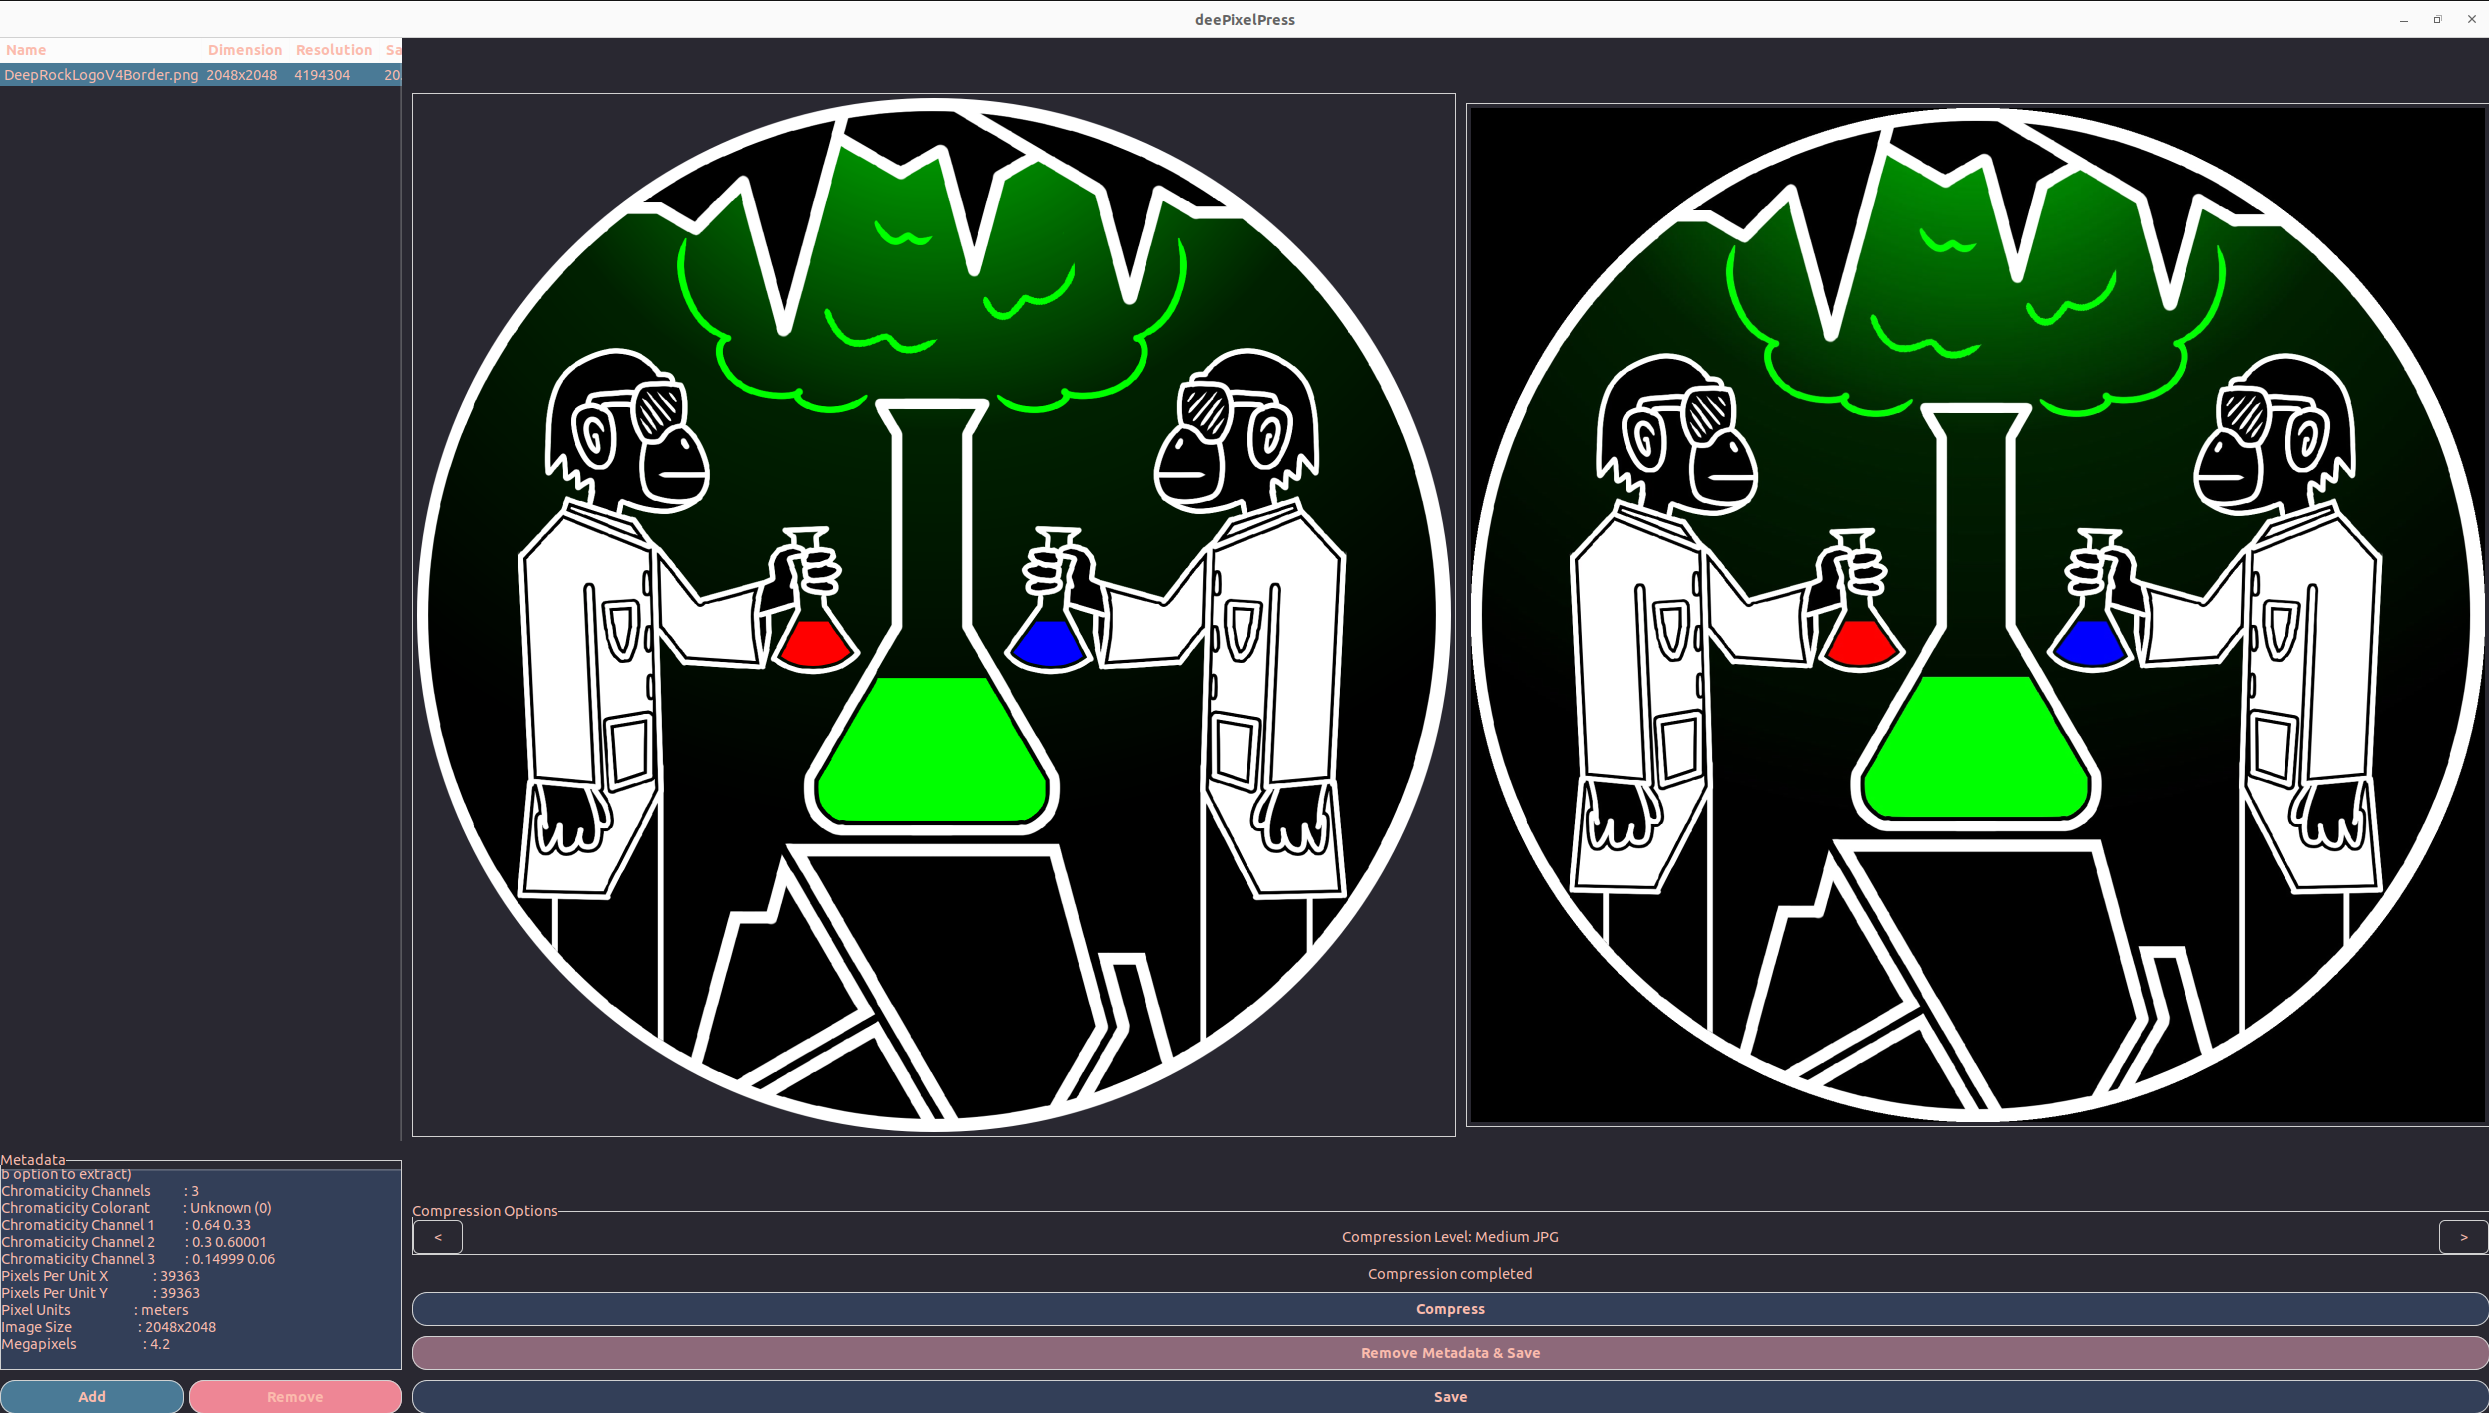 deePixelPress
Name Dimension Resolution Sa
DeepRockLogoV4Border.png 2048x2048 4194304 20
Metadata
b option to extract)
Chromaticity Channels : 3
Chromaticity Colorant : Unknown (0)
Chromaticity Channel 1 : 0.64 0.33
Chromaticity Channel 2 : 0.3 0.60001
Chromaticity Channel 3 : 0.14999 0.06
Pixels Per Unit X : 39363
Pixels Per Unit Y : 39363
Pixel Units : meters
Image Size : 2048x2048
Megapixels : 4.2
Add Remove
Compression Options
< Compression Level: Medium JPG >
Compression completed
Compress
Remove Metadata & Save
Save